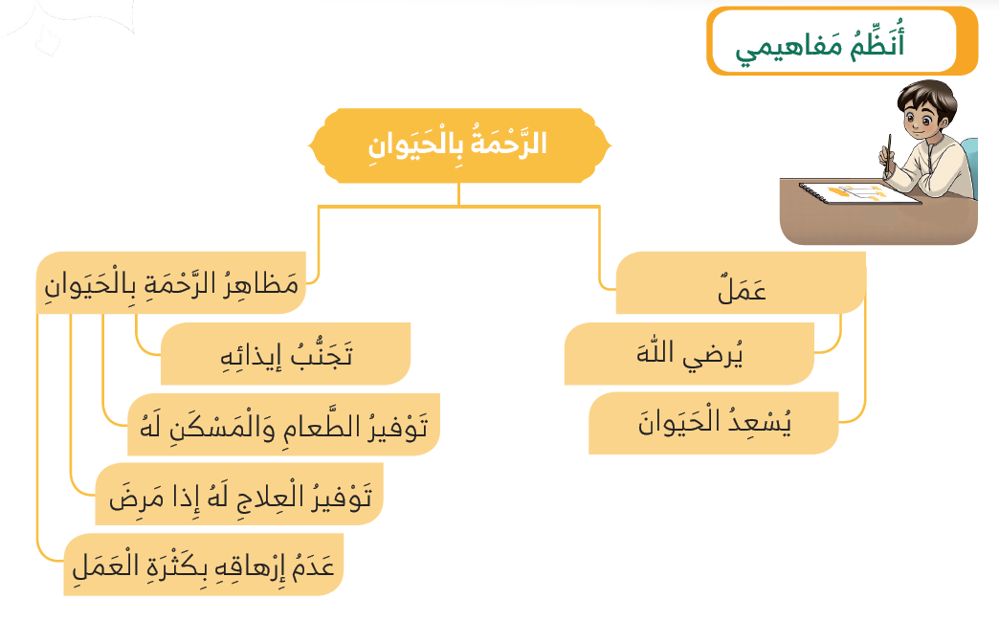 أُنَظِّمُ مَفاهيمي
الرَّحْمَةُ بِالْحَيَوانِ
عَمَلٌ
يُرضي اللهَ
يُسْعِدُ الْحَيَوانَ
مَظاهِرُ الرَّحْمَةِ بِالْحَيَوانِ
تَجَنُّبُ إيذائِهِ
تَوْفيرُ الطَّعامِ وَالْمَسْكَنِ لَهُ
تَوْفيرُ الْعِلاجِ لَهُ إِذا مَرِضَ
عَدَمُ إِرْهاقِهِ بِكَثْرَةِ الْعَمَلِ